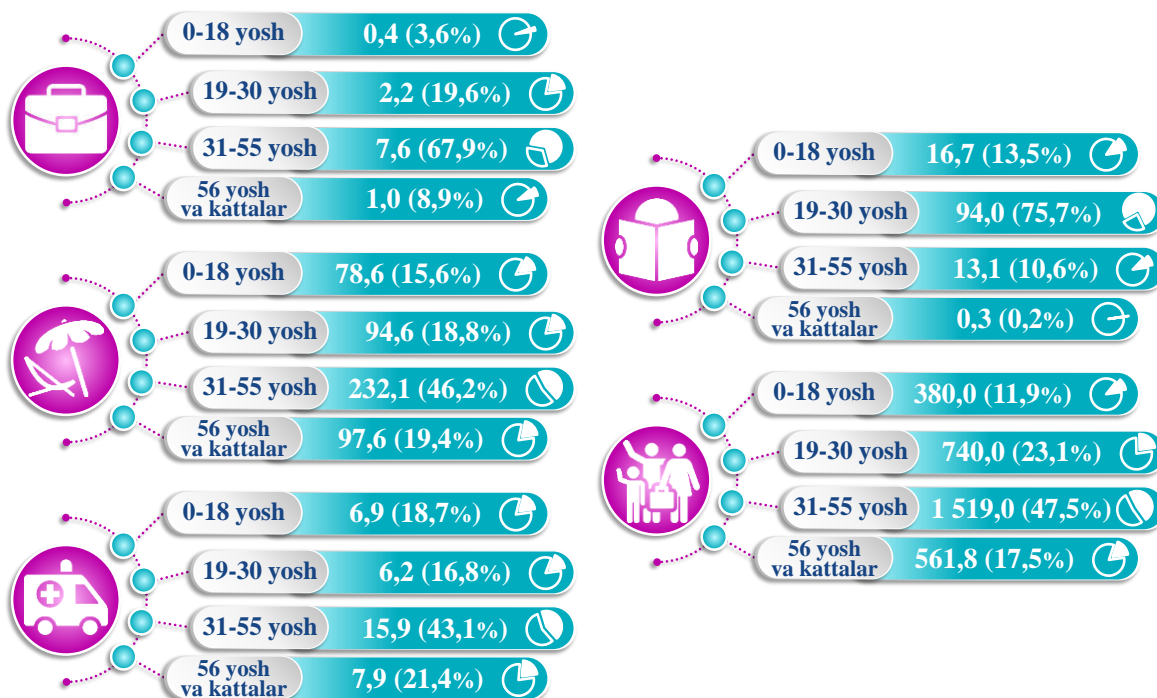 0-18 yosh 0,4 (3,6%)
19-30 yosh 2,2 (19,6%)
31-55 yosh 7,6 (67,9%)
56 yosh
va kattalar 1,0 (8,9%)
0-18 yosh 78,6 (15,6%)
19-30 yosh 94,6 (18,8%)
31-55 yosh 232,1 (46,2%)
56 yosh
va kattalar 97,6 (19,4%)
0-18 yosh 6,9 (18,7%)
19-30 yosh 6,2 (16,8%)
31-55 yosh 15,9 (43,1%)
56 yosh
va kattalar 7,9 (21,4%)
0-18 yosh 16,7 (13,5%)
19-30 yosh 94,0 (75,7%)
31-55 yosh 13,1 (10,6%)
56 yosh
va kattalar 0,3 (0,2%)
0-18 yosh 380,0 (11,9%)
19-30 yosh 740,0 (23,1%)
31-55 yosh 1 519,0 (47,5%)
56 yosh
va kattalar 561,8 (17,5%)